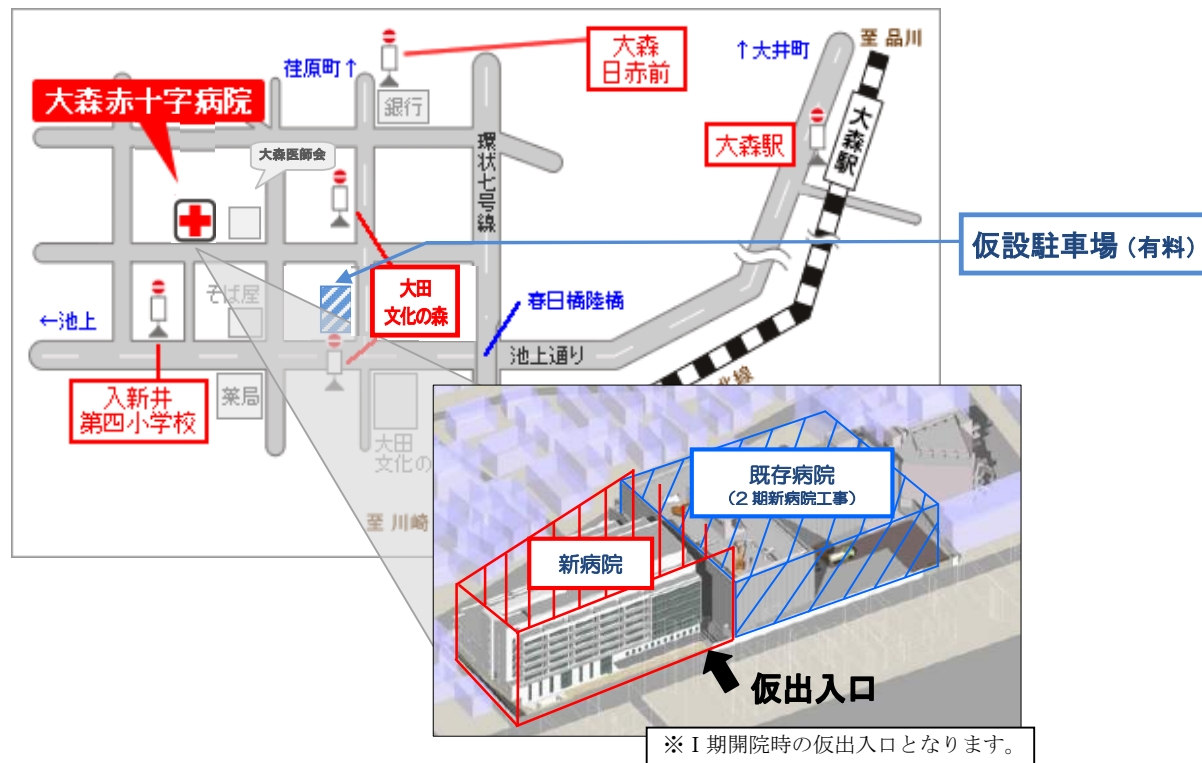 大森
日赤前
↑大井町
至 品川
荏原町↑
大森赤十字病院
銀行
大森駅
大森駅
大森医師会
環状七号線
仮設駐車場（有料）
そば屋
大田
文化の森
春日橋陸橋
←池上
池上通り
入新井
第四小学校
薬局
北線
大田
文化の
至 川崎
既存病院
（2期新病院工事）
新病院
仮出入口
※Ⅰ期開院時の仮出入口となります。